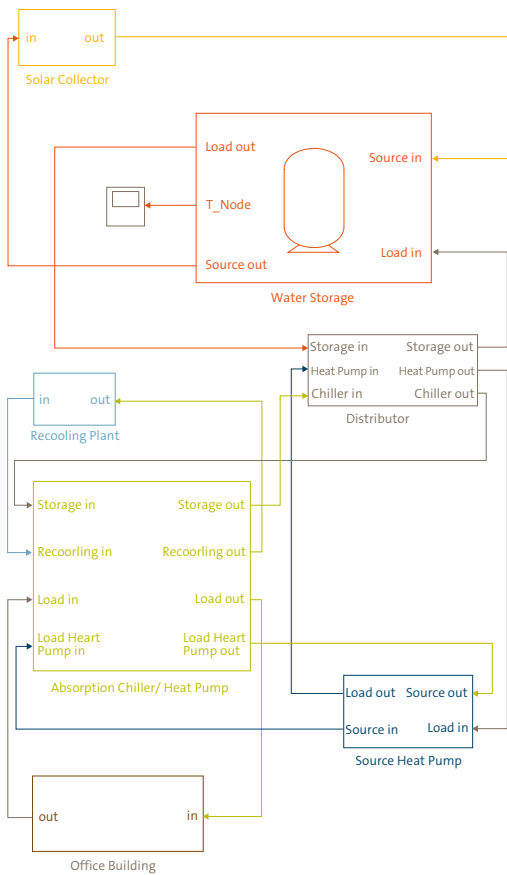 in out
Solar Collector
Load out
Source in
T_Node
Load in
Source out
Water Storage
Storage in Storage out
Heat Pump in Heat Pump out
Chiller in Chiller out
Distributor
in out
Recooling Plant
Storage in Storage out
Recoorling in Recoorling out
Load in Load out
Load Heart Load Heart
Pump in Pump out
Absorption Chiller/ Heat Pump
Load out Source out
Source in Load in
Source Heat Pump
out in
Office Building